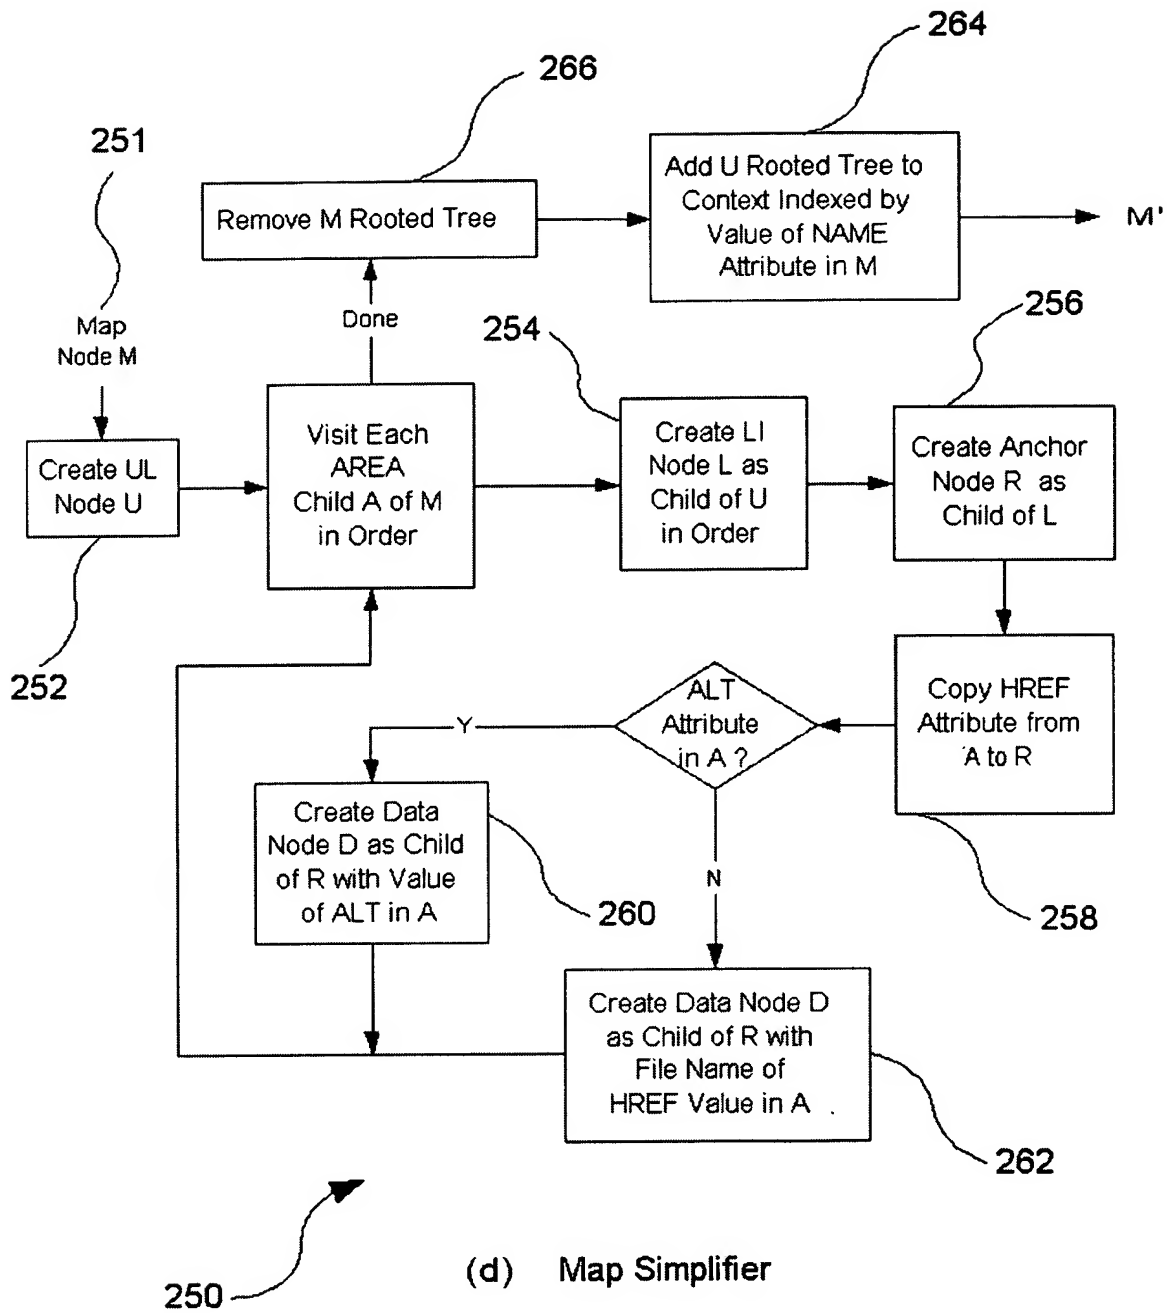 264
266
251
Add U Rooted Tree to
Context Indexed by
Value of NAME
Attribute in M
Remove M Rooted Tree
M'
Map
Node M
Done
254
256
Visit Each
AREA
Child A of M
in Order
Create LI
Node L as
Child of U
in Order
Create Anchor
Node R as
Child of L
Create UL
Node U
252
ALT
Attribute
in A ?
Copy HREF
Attribute from
A to R
Y
Create Data
Node D as Child
of R with Value
of ALT in A
N
260
258
Create Data Node D
as Child of R with
File Name of
HREF Value in A
262
250
(d) Map Simplifier